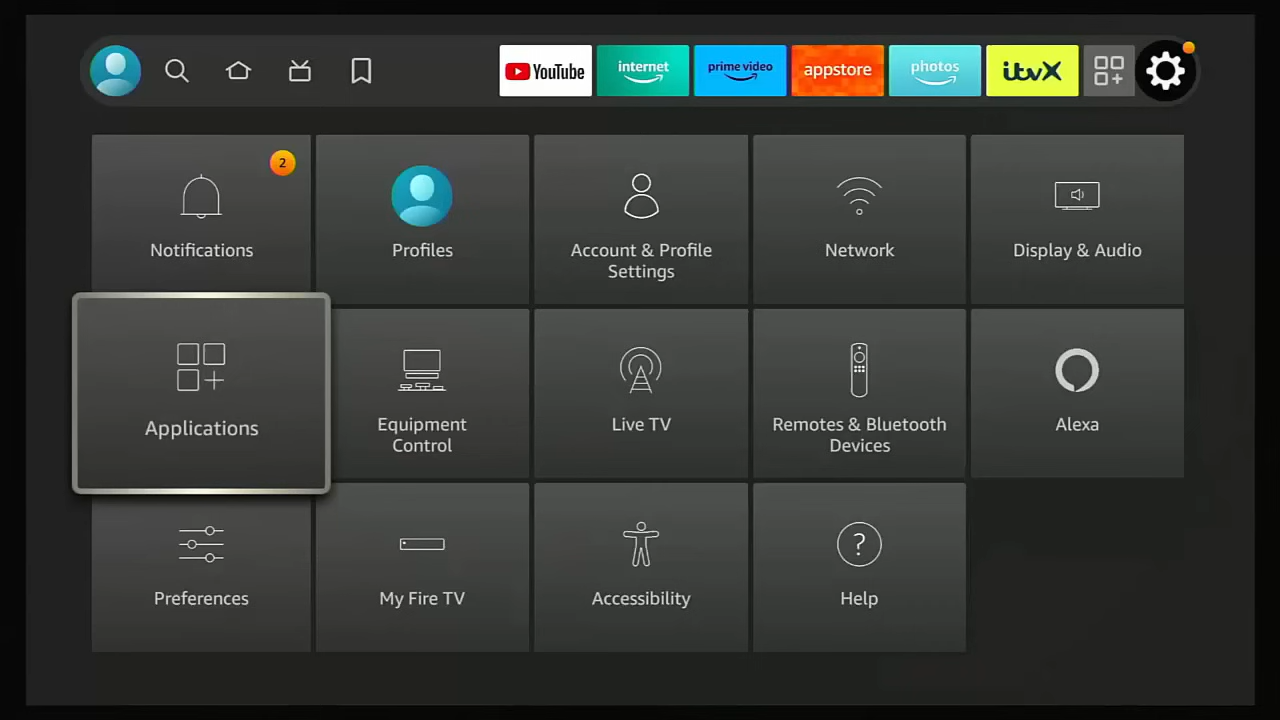 YouTube
internet
prime video
appstore
photos
itvX
2
Notifications
Profiles
Account & Profile
Settings
Network
Display & Audio
Applications
Equipment
Control
Live TV
Remotes & Bluetooth
Devices
Alexa
Preferences
My Fire TV
Accessibility
?
Help